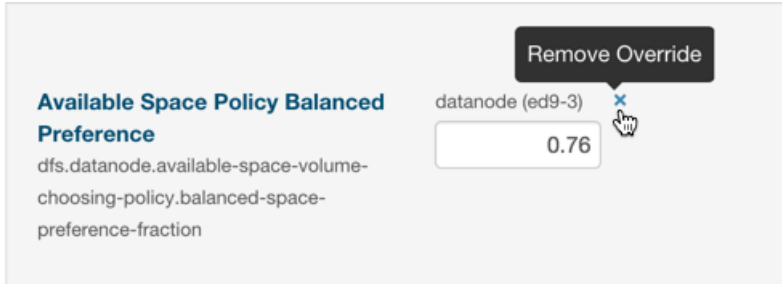 Remove Override
Available Space Policy Balanced
Preference
dfs.datanode.available-space-volume-
choosing-policy.balanced-space-
preference-fraction
datanode (ed9-3) ×
0.76